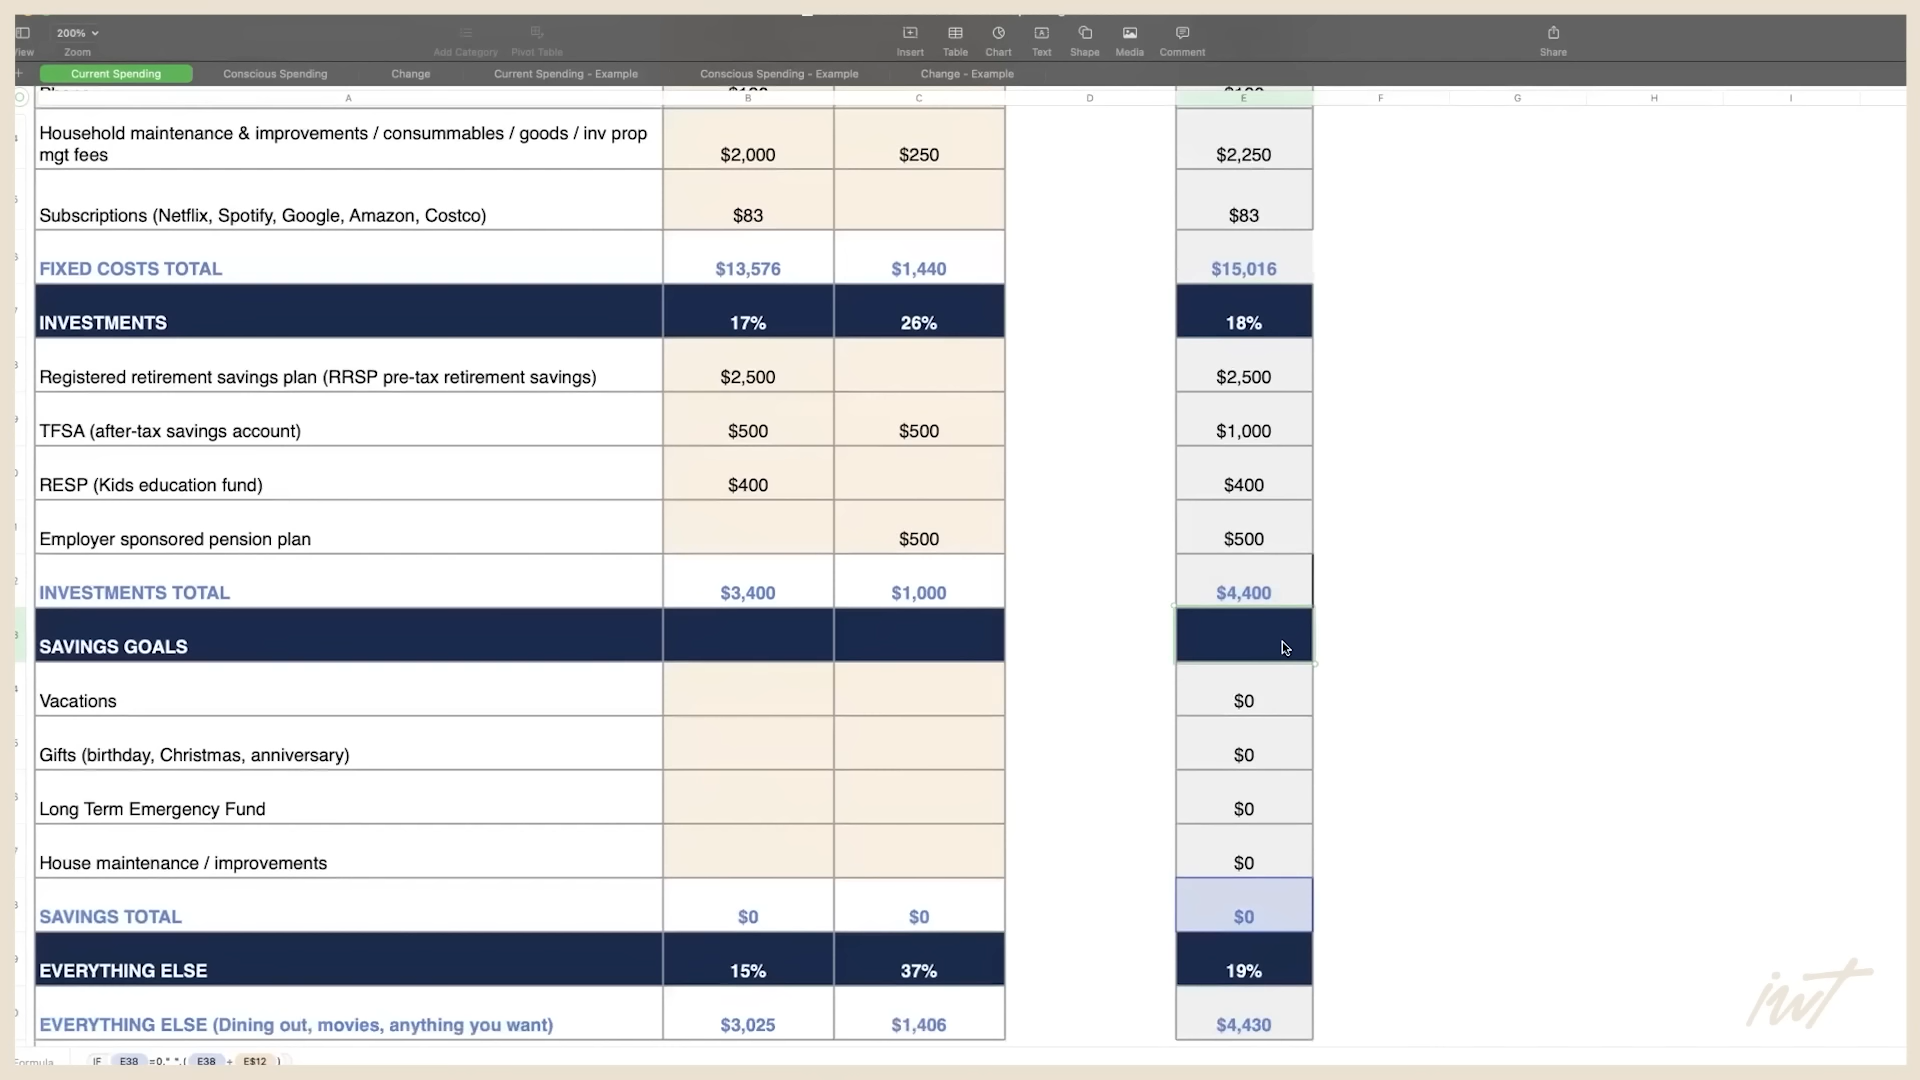 200%
Zoom
Add Category
Pivot Table
Insert
Table
Chart
Text
Shape
Media
Comment
Share
Current Spending
Conscious Spending
Change
Current Spending - Example
Conscious Spending - Example
Change - Example
A B C D E F G H I
Household maintenance & improvements / consummables / goods / inv prop
mgt fees $2,000 $250 $2,250
Subscriptions (Netflix, Spotify, Google, Amazon, Costco) $83 $83
FIXED COSTS TOTAL $13,576 $1,440 $15,016
INVESTMENTS 17% 26% 18%
Registered retirement savings plan (RRSP pre-tax retirement savings) $2,500 $2,500
TFSA (after-tax savings account) $500 $500 $1,000
RESP (Kids education fund) $400 $400
Employer sponsored pension plan $500 $500
INVESTMENTS TOTAL $3,400 $1,000 $4,400
SAVINGS GOALS
Vacations $0
Gifts (birthday, Christmas, anniversary) $0
Long Term Emergency Fund $0
House maintenance / improvements $0
SAVINGS TOTAL $0 $0 $0
EVERYTHING ELSE 15% 37% 19%
EVERYTHING ELSE (Dining out, movies, anything you want) $3,025 $1,406 $4,430
IF E38 =0," ",( E38 ÷ E$12 )
iwt